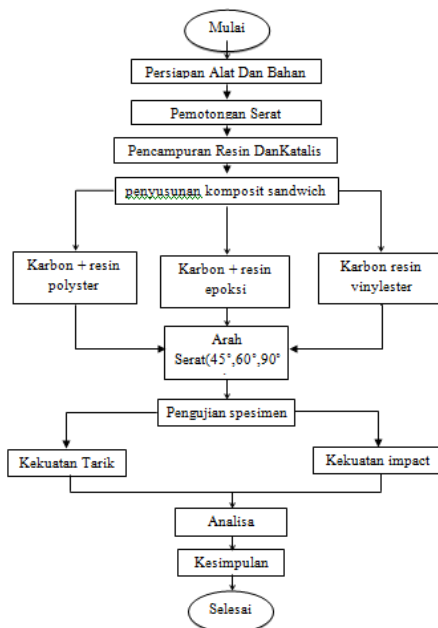 Mulai
Persiapan Alat Dan Bahan
Pemotongan Serat
Pencampuran Resin DanKatalis
penyusunan komposit sandwich
Karbon + resin
polyster
Karbon + resin
epoksi
Karbon resin
vinylester
Arah
Serat(45°,60°,90°
Pengujian spesimen
Kekuatan Tarik
Kekuatan impact
Analisa
Kesimpulan
Selesai